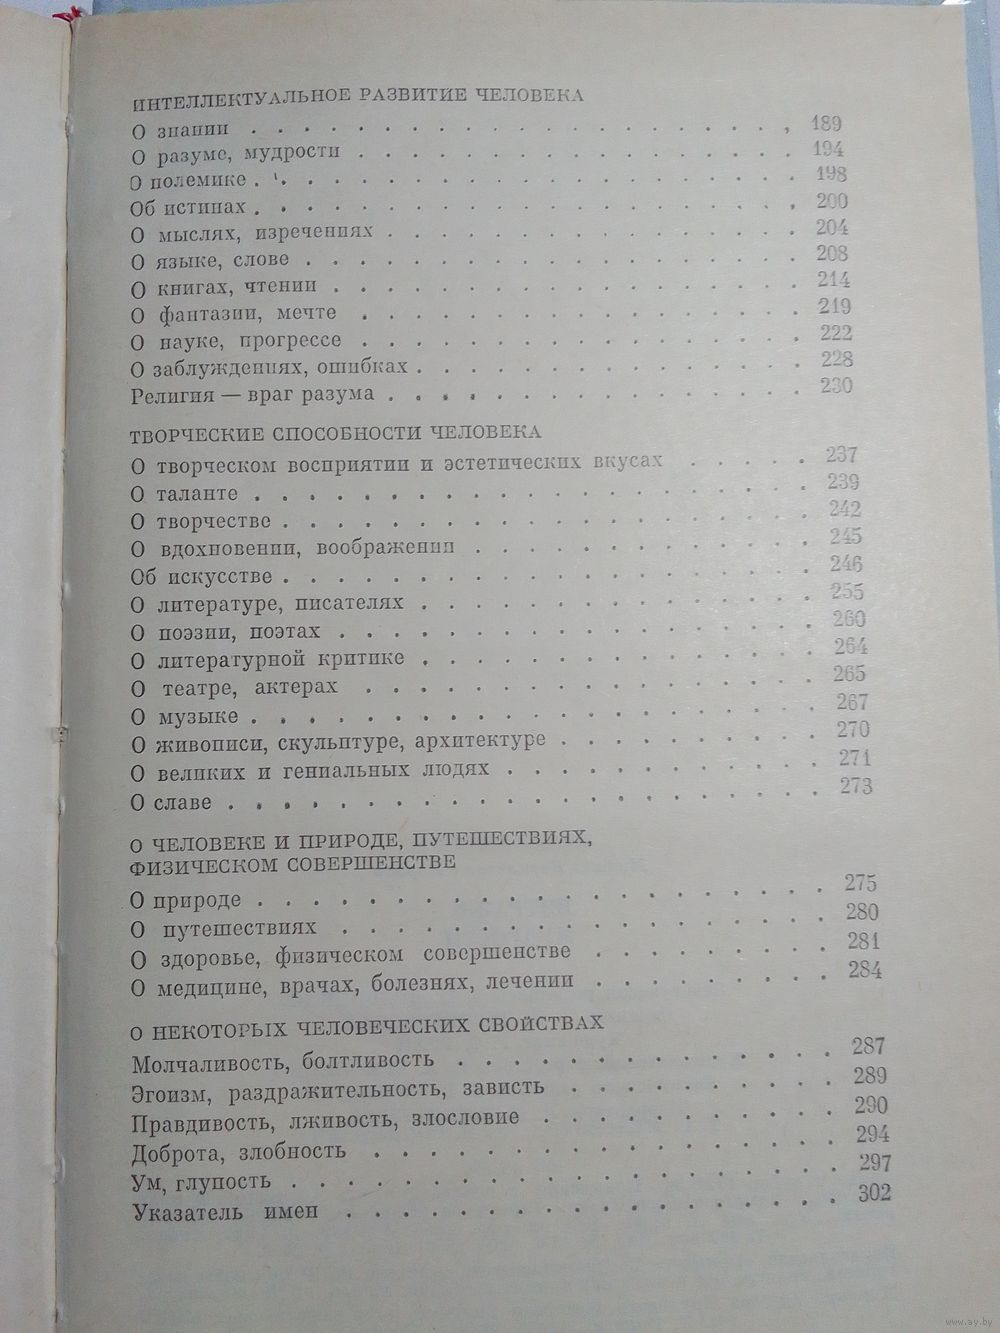 ИНТЕЛЛЕКТУАЛЬНОЕ РАЗВИТИЕ ЧЕЛОВЕКА
О знании . . . . . . . . . . . . . . . . . . . . 189
О разуме, мудрости . . . . . . . . . . . . . . . . 194
О полемике . . . . . . . . . . . . . . . . . . . . 198
Об истинах . . . . . . . . . . . . . . . . . . . . 200
О мыслях, изречениях . . . . . . . . . . . . . . . 204
О языке, слове . . . . . . . . . . . . . . . . . . 208
О книгах, чтении . . . . . . . . . . . . . . . . . 214
О фантазии, мечте . . . . . . . . . . . . . . . . 219
О науке, прогрессе . . . . . . . . . . . . . . . . 222
О заблуждениях, ошибках . . . . . . . . . . . . . . 228
Религия — враг разума . . . . . . . . . . . . . . . 230
ТВОРЧЕСКИЕ СПОСОБНОСТИ ЧЕЛОВЕКА
О творческом восприятии и эстетических вкусах . . . . . 237
О таланте . . . . . . . . . . . . . . . . . . . . 239
О творчестве . . . . . . . . . . . . . . . . . . . 242
О вдохновении, воображении . . . . . . . . . . . . 245
Об искусстве . . . . . . . . . . . . . . . . . . . 246
О литературе, писателях . . . . . . . . . . . . . . 255
О поэзии, поэтах . . . . . . . . . . . . . . . . . 260
О литературной критике . . . . . . . . . . . . . . 264
О театре, актерах . . . . . . . . . . . . . . . . 265
О музыке . . . . . . . . . . . . . . . . . . . . 267
О живописи, скульптуре, архитектуре . . . . . . . . . 270
О великих и гениальных людях . . . . . . . . . . . 271
О славе . . . . . . . . . . . . . . . . . . . . . 273
О ЧЕЛОВЕКЕ И ПРИРОДЕ, ПУТЕШЕСТВИЯХ,
ФИЗИЧЕСКОМ СОВЕРШЕНСТВЕ
О природе . . . . . . . . . . . . . . . . . . . . 275
О путешествиях . . . . . . . . . . . . . . . . . . 280
О здоровье, физическом совершенстве . . . . . . . . . 281
О медицине, врачах, болезнях, лечении . . . . . . . . . 284
О НЕКОТОРЫХ ЧЕЛОВЕЧЕСКИХ СВОЙСТВАХ
Молчаливость, болтливость . . . . . . . . . . . . . . 287
Эгоизм, раздражительность, зависть . . . . . . . . . . 289
Правдивость, лживость, злословие . . . . . . . . . . . 290
Доброта, злобность . . . . . . . . . . . . . . . . . 294
Ум, глупость . . . . . . . . . . . . . . . . . . . 297
Указатель имен . . . . . . . . . . . . . . . . . . 302
www.ay.by